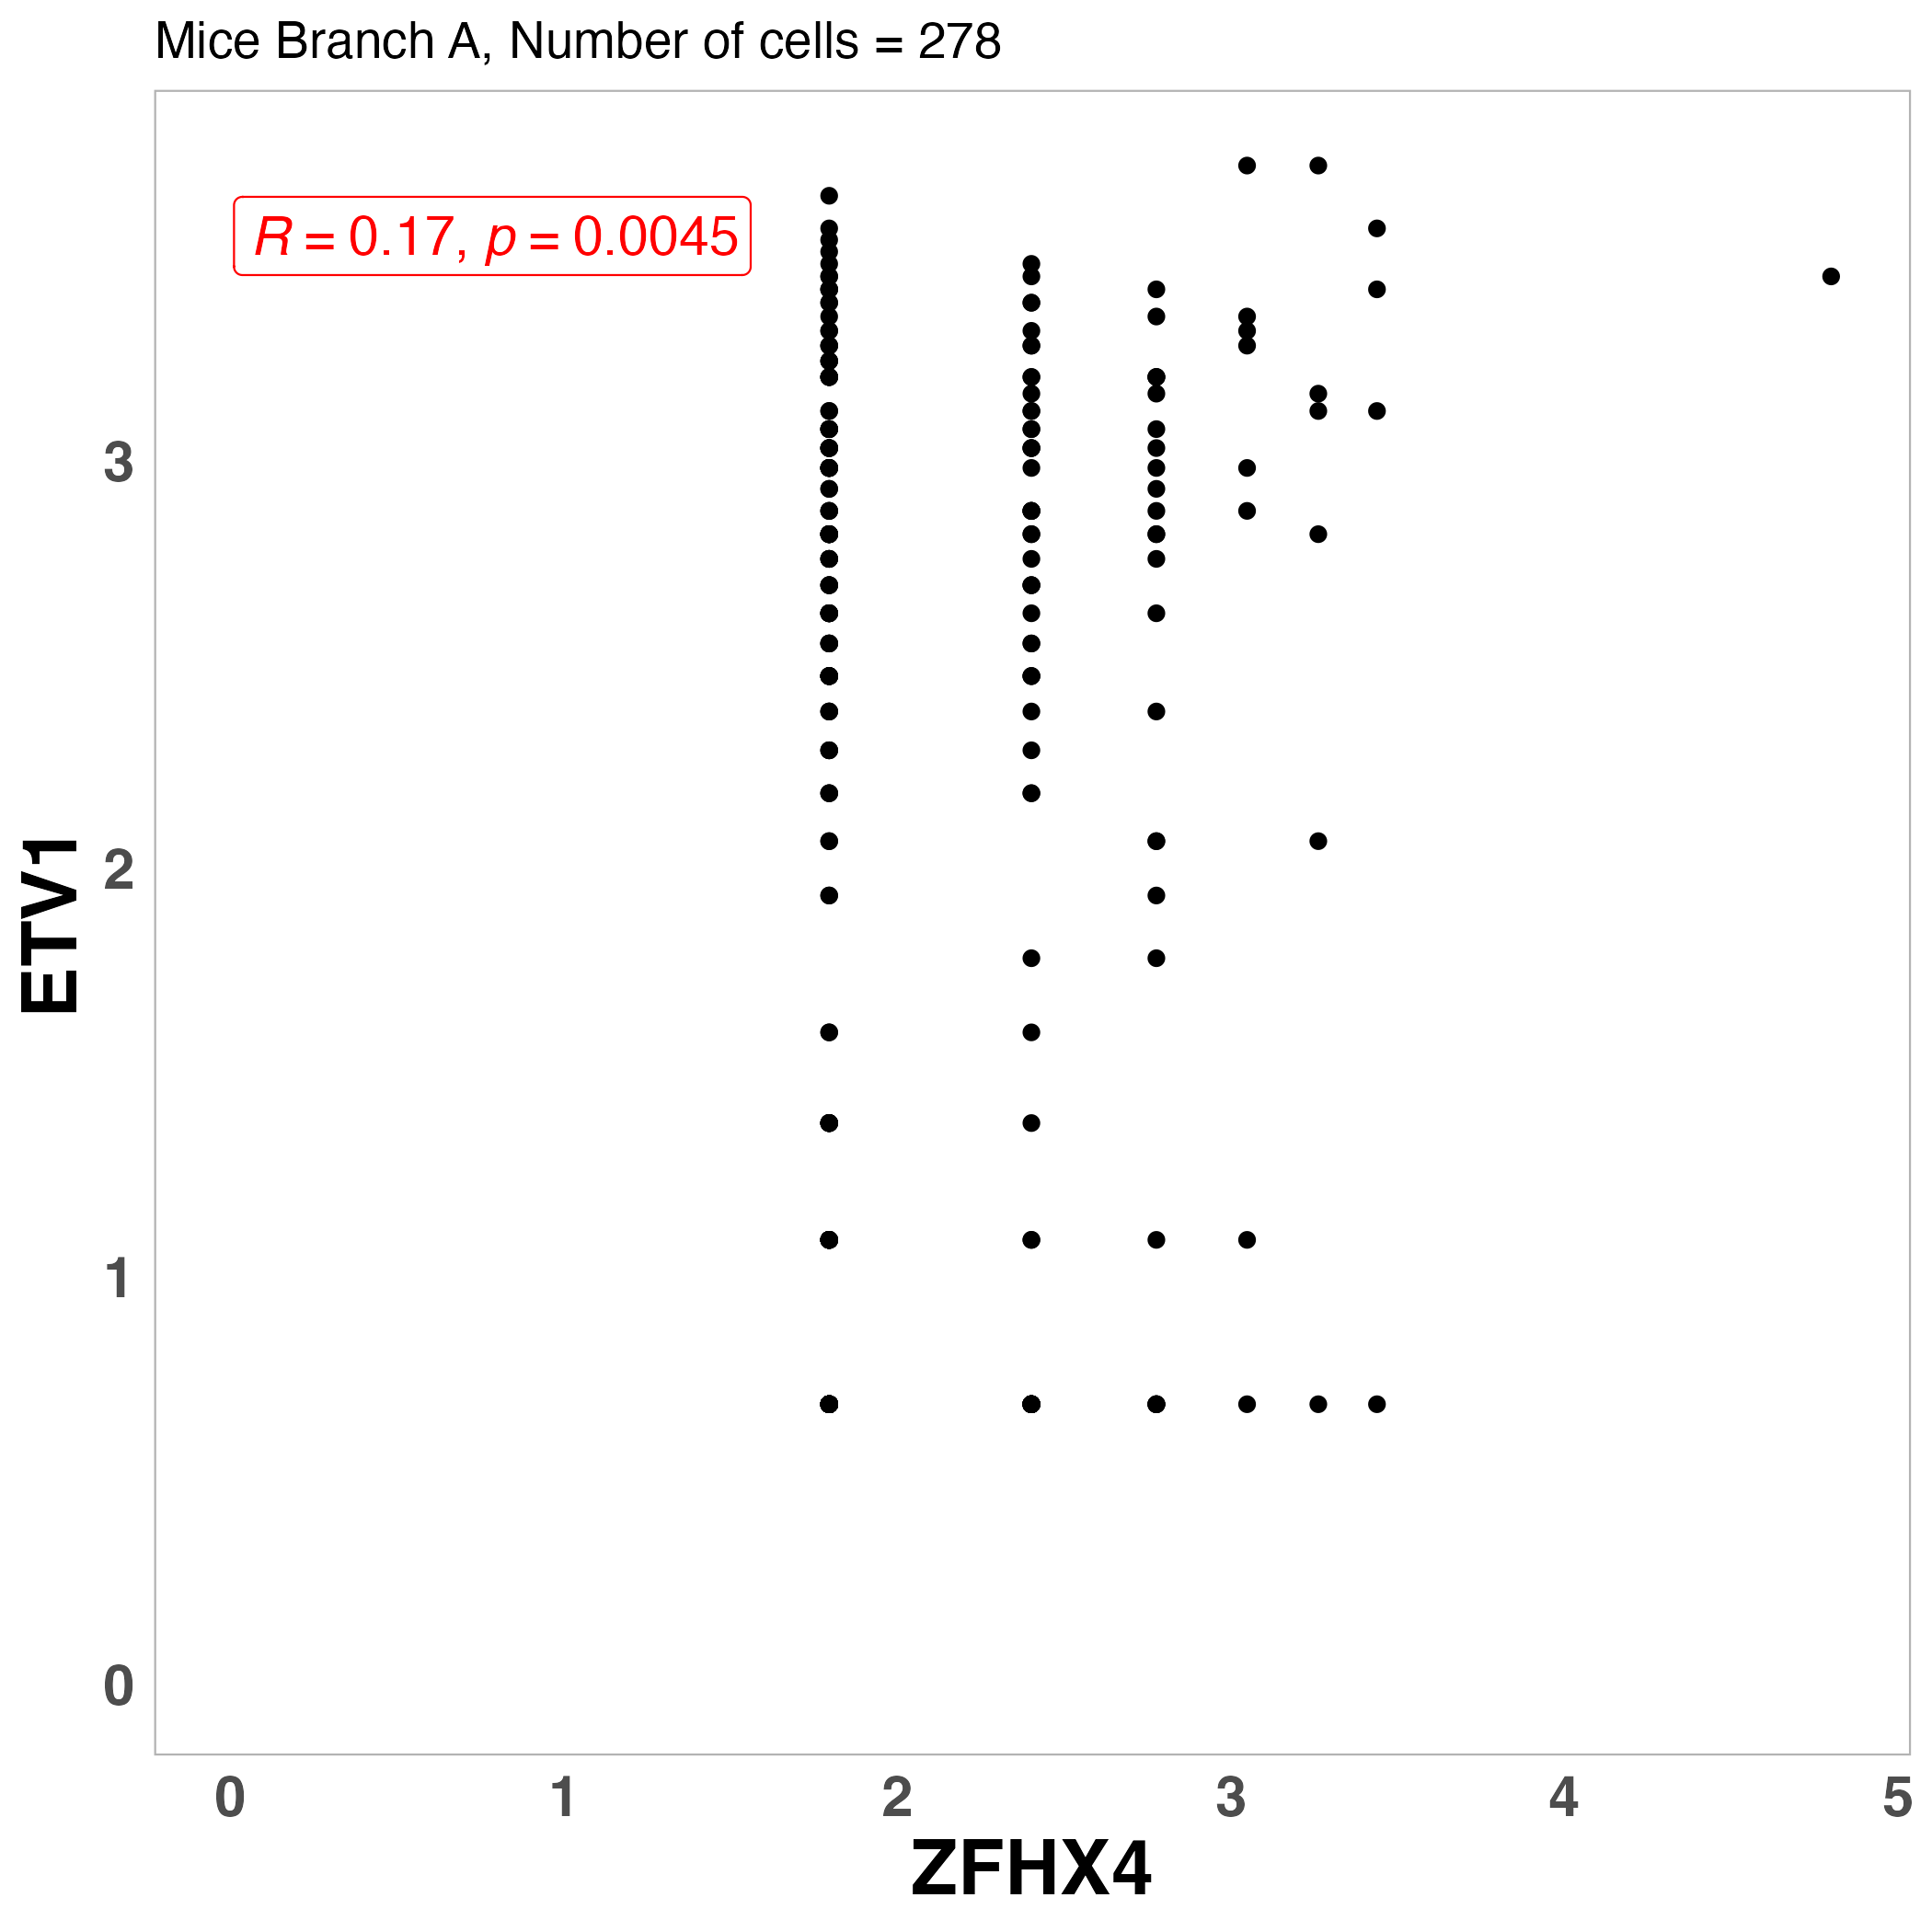 Mice Branch A, Number of cells = 278
R = 0.17, p = 0.0045
3
2
1
0
ETV1
0 1 2 3 4 5
ZFHX4